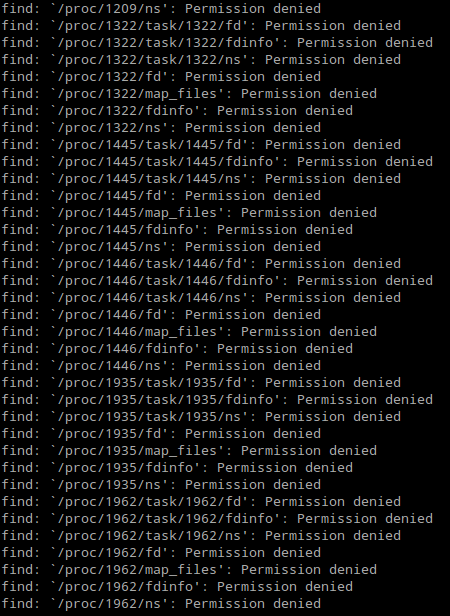 find: `/proc/1209/ns': Permission denied
find: `/proc/1322/task/1322/fd': Permission denied
find: `/proc/1322/task/1322/fdinfo': Permission denied
find: `/proc/1322/task/1322/ns': Permission denied
find: `/proc/1322/fd': Permission denied
find: `/proc/1322/map_files': Permission denied
find: `/proc/1322/fdinfo': Permission denied
find: `/proc/1322/ns': Permission denied
find: `/proc/1445/task/1445/fd': Permission denied
find: `/proc/1445/task/1445/fdinfo': Permission denied
find: `/proc/1445/task/1445/ns': Permission denied
find: `/proc/1445/fd': Permission denied
find: `/proc/1445/map_files': Permission denied
find: `/proc/1445/fdinfo': Permission denied
find: `/proc/1445/ns': Permission denied
find: `/proc/1446/task/1446/fd': Permission denied
find: `/proc/1446/task/1446/fdinfo': Permission denied
find: `/proc/1446/task/1446/ns': Permission denied
find: `/proc/1446/fd': Permission denied
find: `/proc/1446/map_files': Permission denied
find: `/proc/1446/fdinfo': Permission denied
find: `/proc/1446/ns': Permission denied
find: `/proc/1935/task/1935/fd': Permission denied
find: `/proc/1935/task/1935/fdinfo': Permission denied
find: `/proc/1935/task/1935/ns': Permission denied
find: `/proc/1935/fd': Permission denied
find: `/proc/1935/map_files': Permission denied
find: `/proc/1935/fdinfo': Permission denied
find: `/proc/1935/ns': Permission denied
find: `/proc/1962/task/1962/fd': Permission denied
find: `/proc/1962/task/1962/fdinfo': Permission denied
find: `/proc/1962/task/1962/ns': Permission denied
find: `/proc/1962/fd': Permission denied
find: `/proc/1962/map_files': Permission denied
find: `/proc/1962/fdinfo': Permission denied
find: `/proc/1962/ns': Permission denied